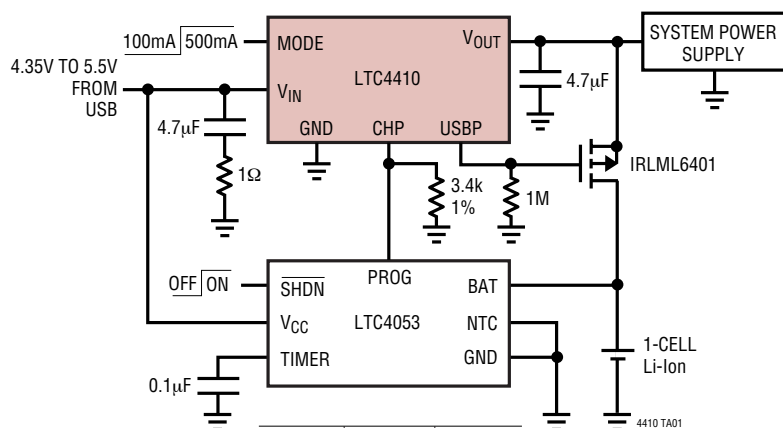 100mA 500mA
MODE
VOUT
SYSTEM POWER
SUPPLY
4.35V TO 5.5V
FROM
USB
LTC4410
VIN
4.7µF
4.7µF
GND
CHP
USBP
1Ω
3.4k
1%
1M
IRLML6401
OFF ON
SHDN
PROG
BAT
VCC
LTC4053
NTC
TIMER
GND
0.1µF
1-CELL
Li-Ion
4410 TA01